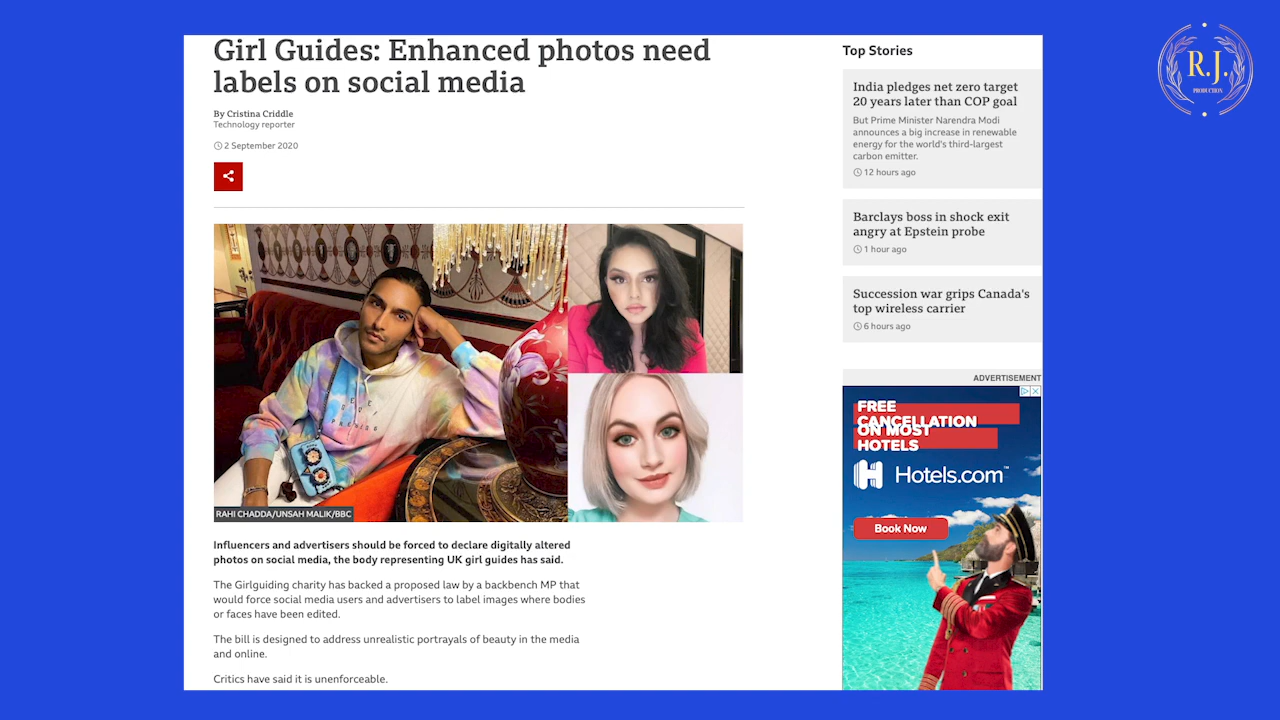 Girl Guides: Enhanced photos need
labels on social media
By Cristina Criddle
Technology reporter
2 September 2020
RAHI CHADDA/UNSAH MALIK/BBC
Influencers and advertisers should be forced to declare digitally altered
photos on social media, the body representing UK girl guides has said.
The Girlguiding charity has backed a proposed law by a backbench MP that
would force social media users and advertisers to label images where bodies
or faces have been edited.
The bill is designed to address unrealistic portrayals of beauty in the media
and online.
Critics have said it is unenforceable.
Top Stories
India pledges net zero target
20 years later than COP goal
But Prime Minister Narendra Modi
announces a big increase in renewable
energy for the world's third-largest
carbon emitter.
12 hours ago
Barclays boss in shock exit
angry at Epstein probe
1 hour ago
Succession war grips Canada's
top wireless carrier
6 hours ago
ADVERTISEMENT
FREE
CANCELLATION
ON MOST
HOTELS
Hotels.com™
Book Now
R.J.
PRODUCTION